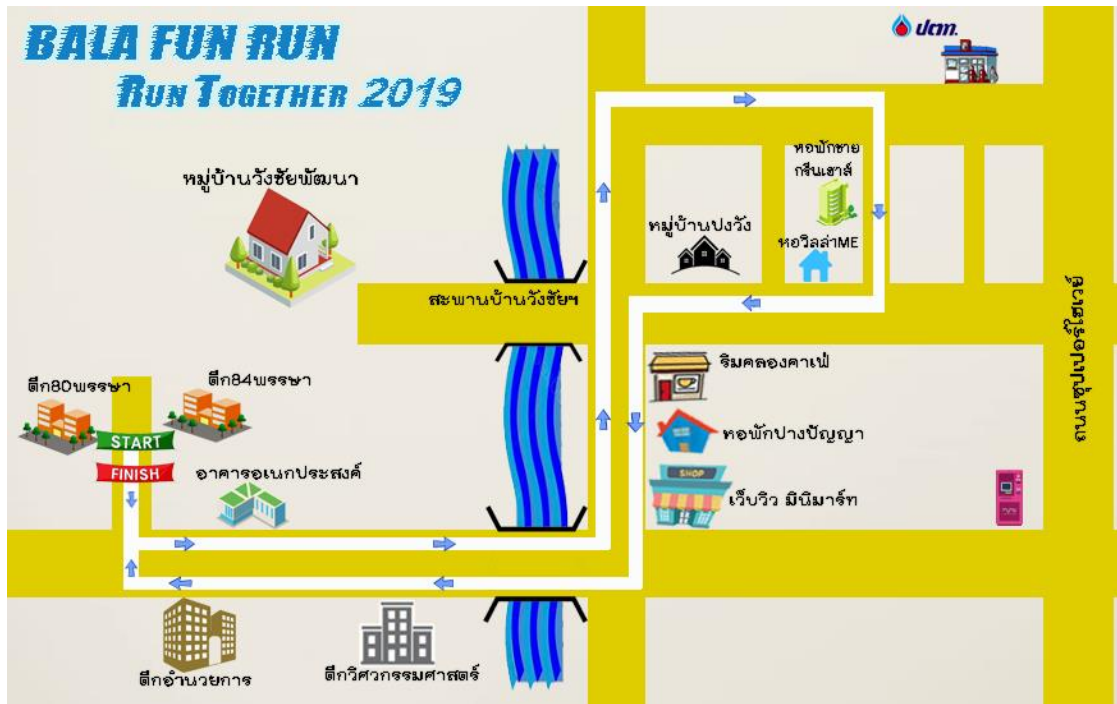 BALA FUN RUN
RUN TOGETHER 2019
ปตท.
หอพักชาย
กรีนเฮาส์
หมู่บ้านวังชัยพัฒนา
หมู่บ้านปงวัง
หอวิลล่าME
สะพานบ้านวังชัยฯ
ถนนซุปเปอร์ไฮเวย์
ริมคลองคาเฟ่
ตึก80พรรษา
ตึก84พรรษา
START
FINISH
หอพักปางปัญญา
อาคารอเนกประสงค์
SHOP
เว็บวิว มินิมาร์ท
ตึกอำนวยการ
ตึกวิศวกรรมศาสตร์